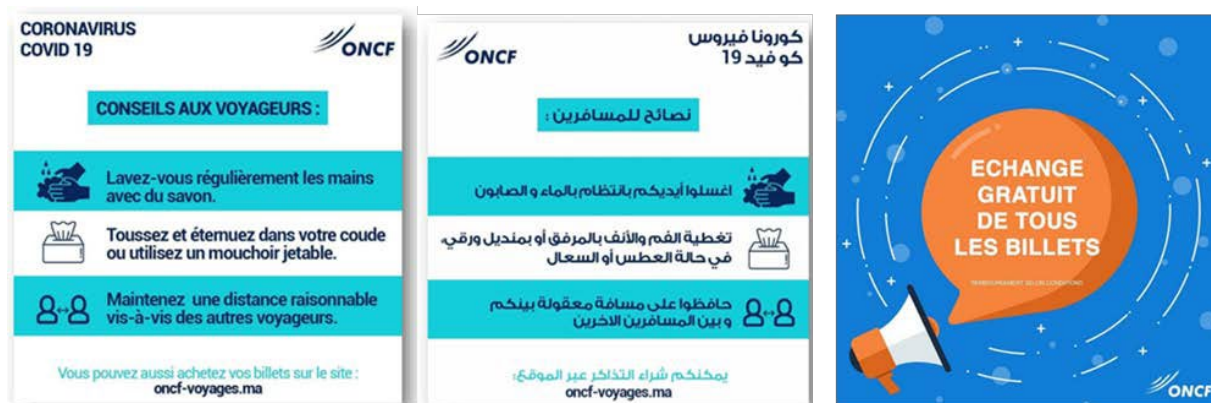 CORONAVIRUS
COVID 19
ONCF
CONSEILS AUX VOYAGEURS :
Lavez-vous régulièrement les mains
avec du savon.
Toussez et éternuez dans votre coude
ou utilisez un mouchoir jetable.
Maintenez une distance raisonnable
vis-à-vis des autres voyageurs.
Vous pouvez aussi achetez vos billets sur le site :
oncf-voyages.ma
ONCF
كورونا فيروس
كو فيد 19
نصائح للمسافرين :
اغسلوا أيديكم بانتظام بالماء و الصابون
تغطية الفم والأنف بالمرفق أو بمنديل ورقي،
في حالة العطس أو السعال
حافظوا على مسافة معقولة بينكم
و بين المسافرين الاخرين
يمكنكم شراء التذاكر عبر الموقع:
oncf-voyages.ma
ECHANGE
GRATUIT
DE TOUS
LES BILLETS
ONCF